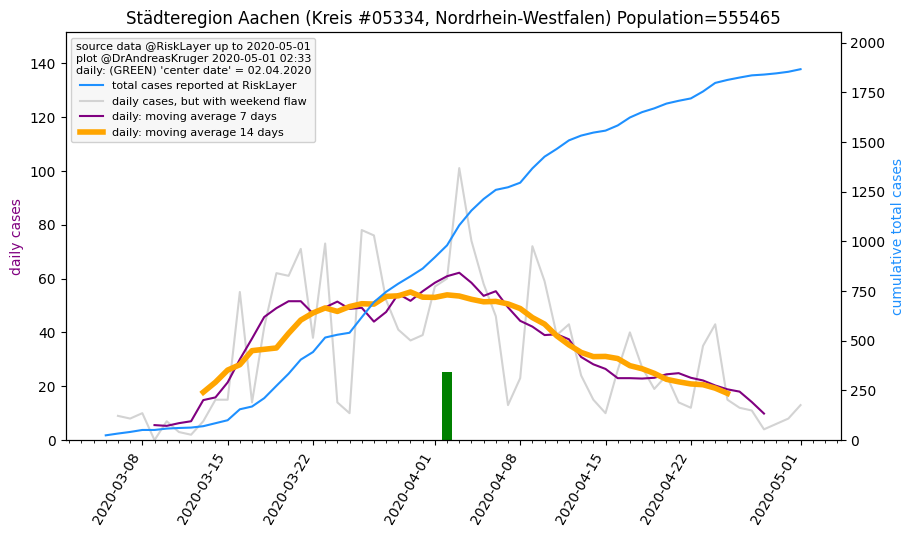 Städteregion Aachen (Kreis #05334, Nordrhein-Westfalen) Population=555465
source data @RiskLayer up to 2020-05-01
plot @DrAndreasKruger 2020-05-01 02:33
daily: (GREEN) 'center date' = 02.04.2020
total cases reported at RiskLayer
daily cases, but with weekend flaw
daily: moving average 7 days
daily: moving average 14 days
daily cases
140
120
100
80
60
40
20
0
cumulative total cases
2000
1750
1500
1250
1000
750
500
250
0
2020-03-08
2020-03-15
2020-03-22
2020-04-01
2020-04-08
2020-04-15
2020-04-22
2020-05-01